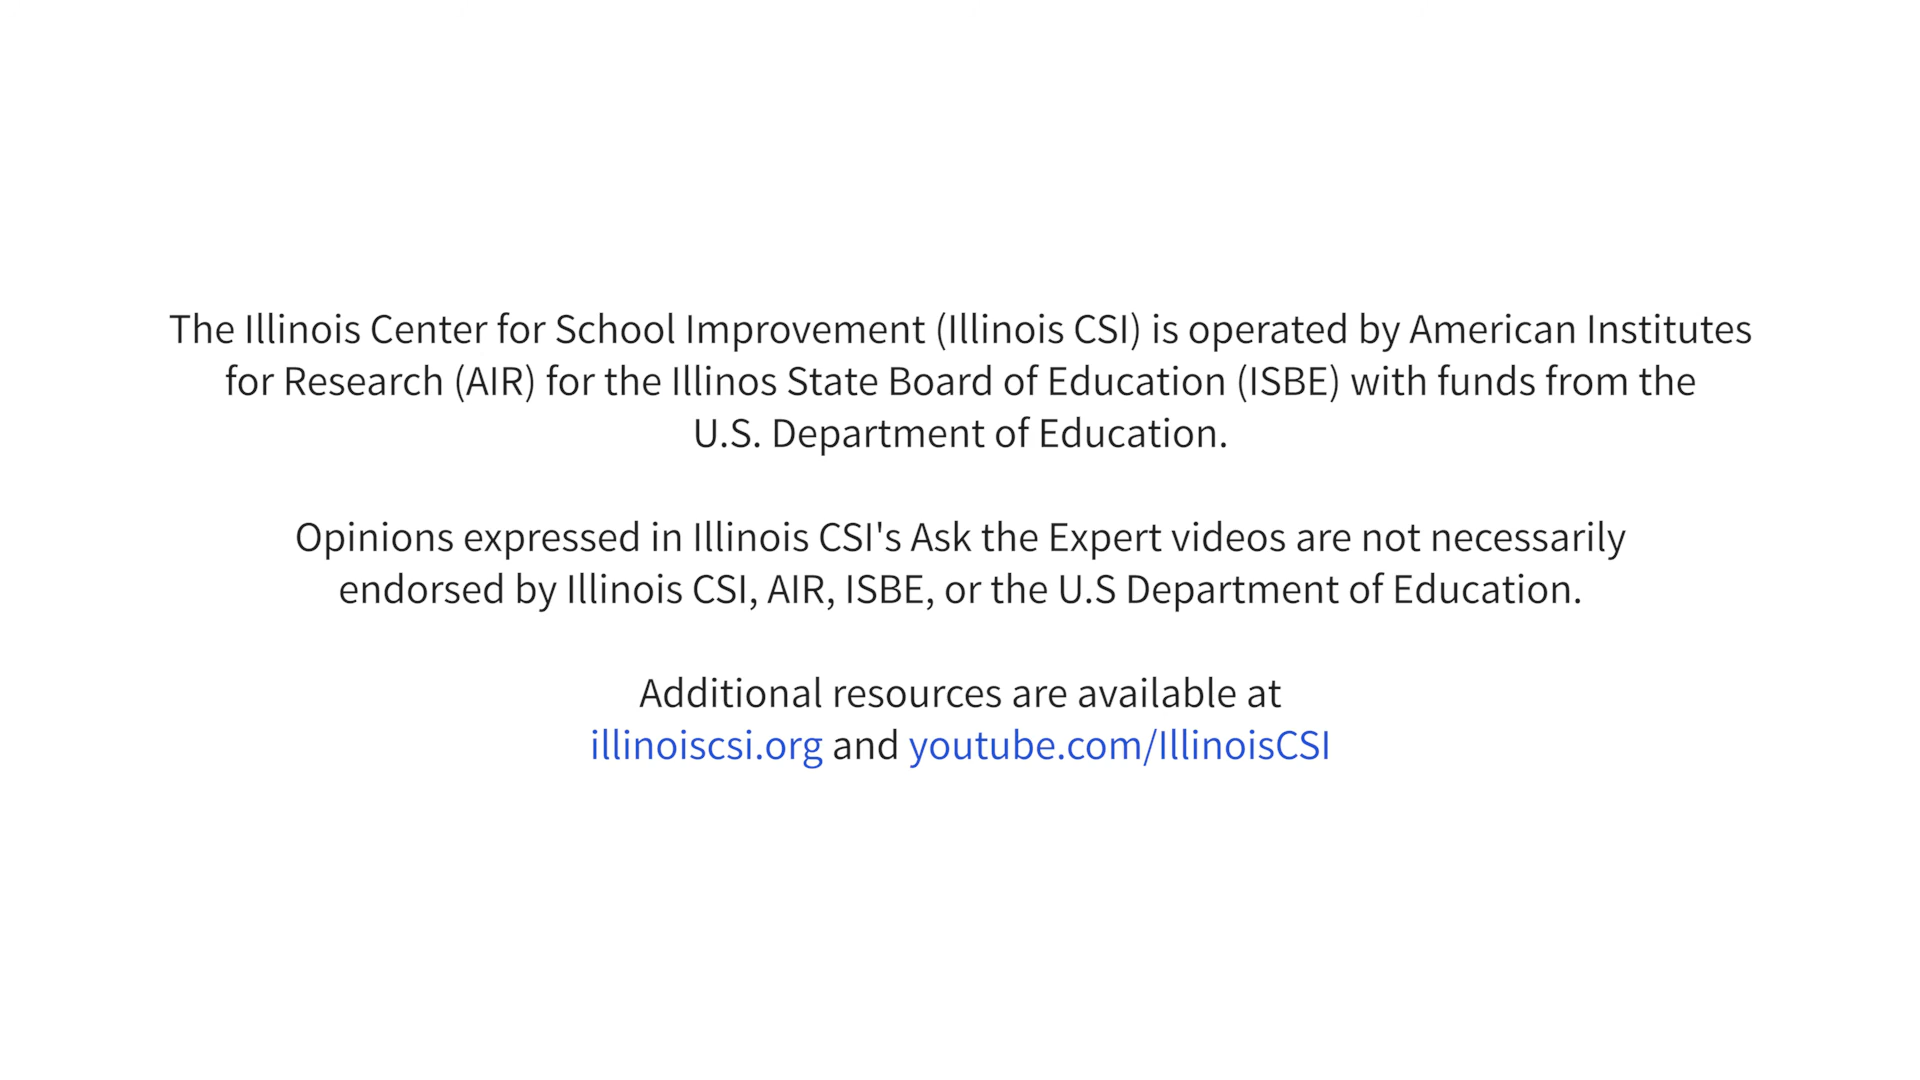 The Illinois Center for School Improvement (Illinois CSI) is operated by American Institutes
for Research (AIR) for the Illinos State Board of Education (ISBE) with funds from the
U.S. Department of Education.
Opinions expressed in Illinois CSI's Ask the Expert videos are not necessarily
endorsed by Illinois CSI, AIR, ISBE, or the U.S Department of Education.
Additional resources are available at
illinoiscsi.org and youtube.com/IllinoisCSI